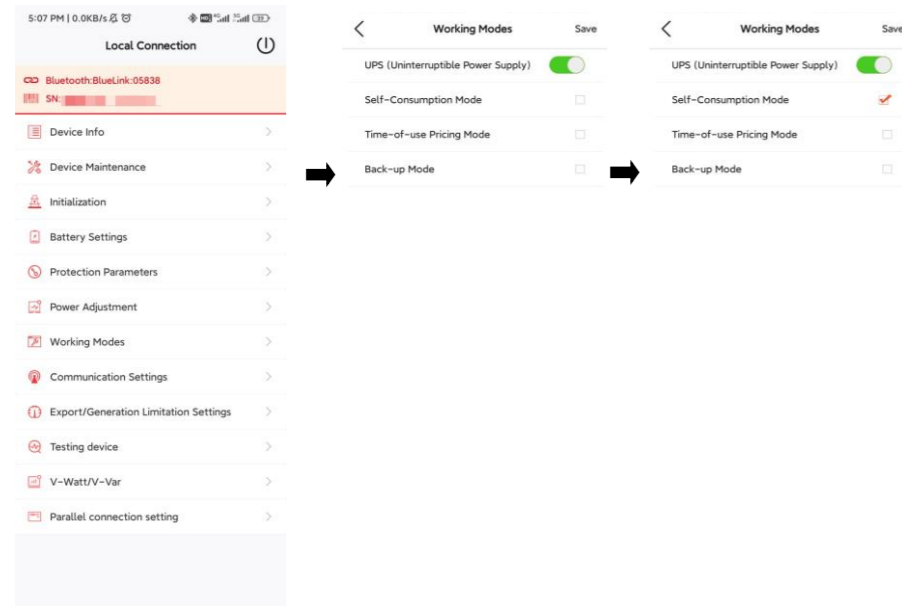 5:07 PM | 0.0KB/s
Local Connection
Bluetooth:BlueLink:05838
SN:
Device Info
Device Maintenance
Initialization
Battery Settings
Protection Parameters
Power Adjustment
Working Modes
Communication Settings
Export/Generation Limitation Settings
Testing device
V-Watt/V-Var
Parallel connection setting
Working Modes Save
UPS (Uninterruptible Power Supply)
Self-Consumption Mode
Time-of-use Pricing Mode
Back-up Mode
Working Modes Save
UPS (Uninterruptible Power Supply)
Self-Consumption Mode
Time-of-use Pricing Mode
Back-up Mode